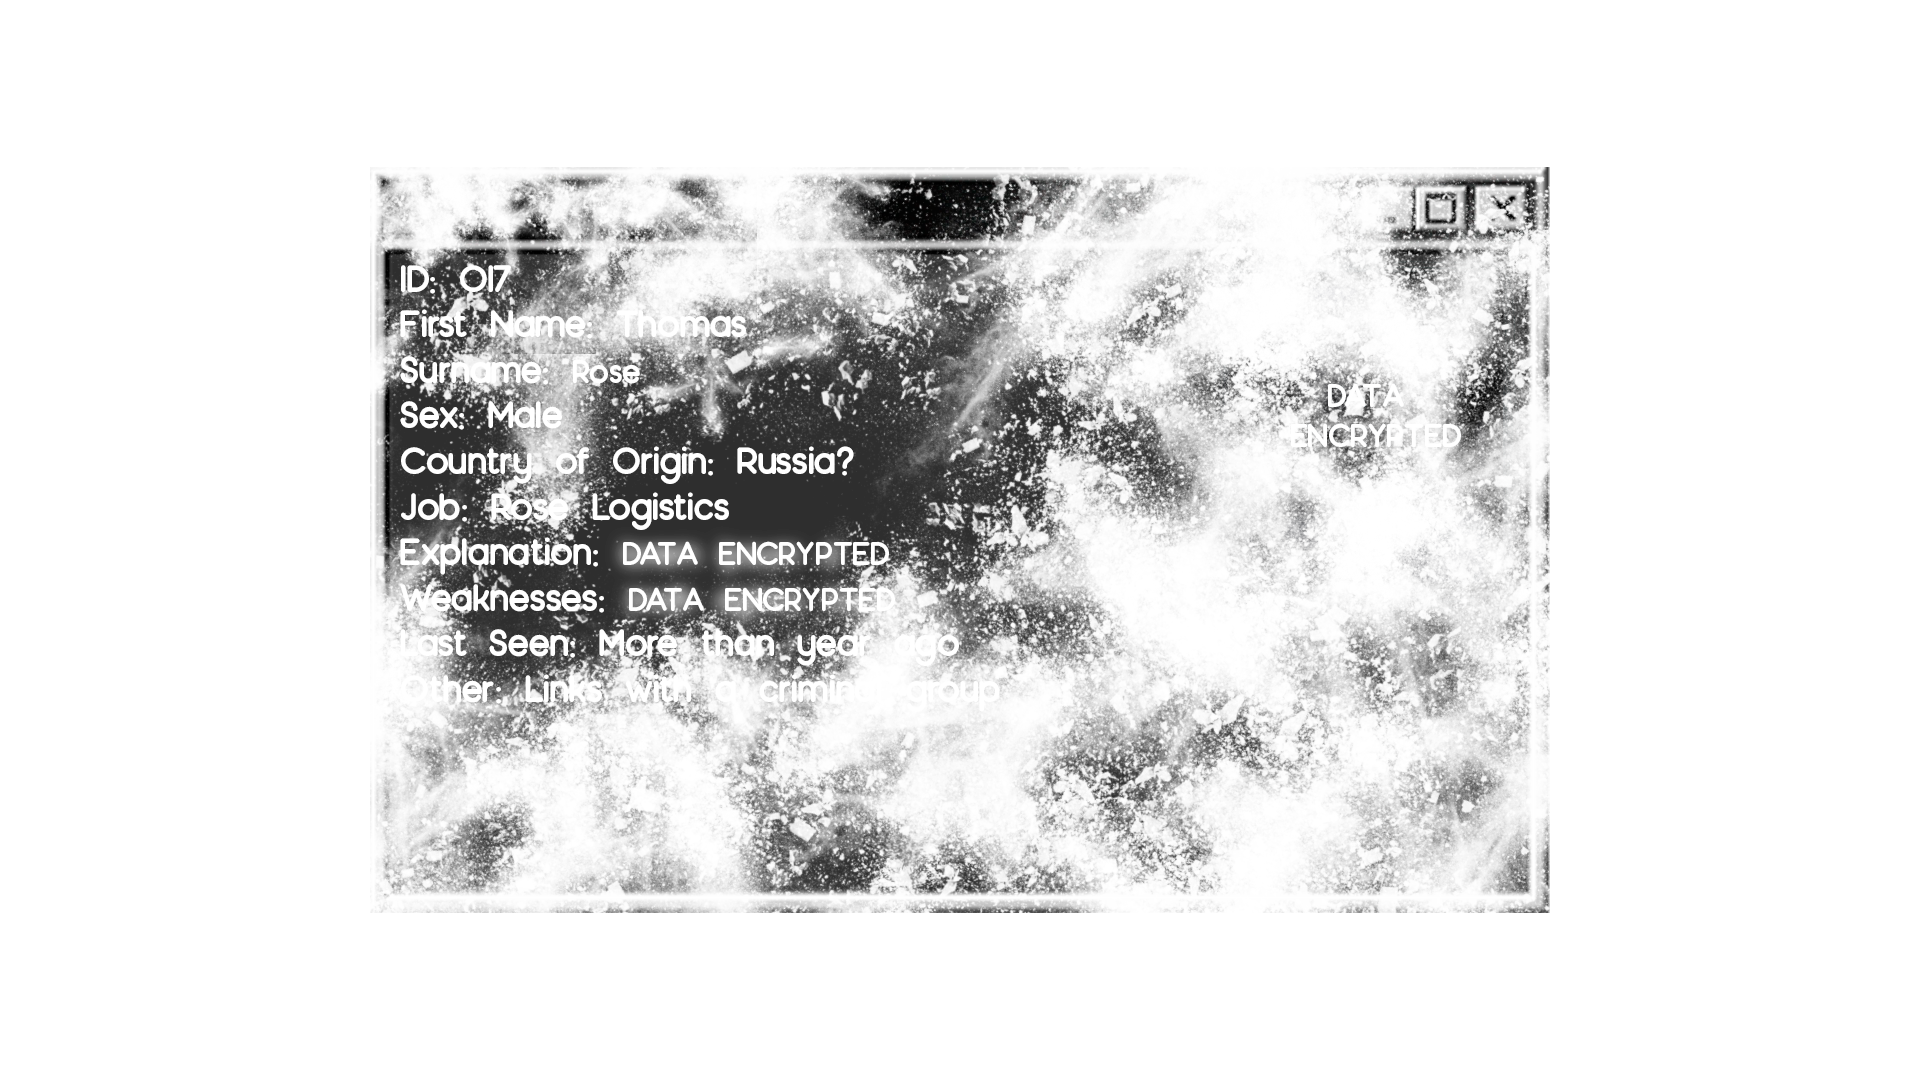 ID: 017
First Name: Thomas
Surname: Rose
Sex: Male
Country of Origin: Russia?
Job: Rose Logistics
Explanation: DATA ENCRYPTED
Weaknesses: DATA ENCRYPTED
Last Seen: More than year ago
Other: Links with a criminal group
DATA
ENCRYPTED